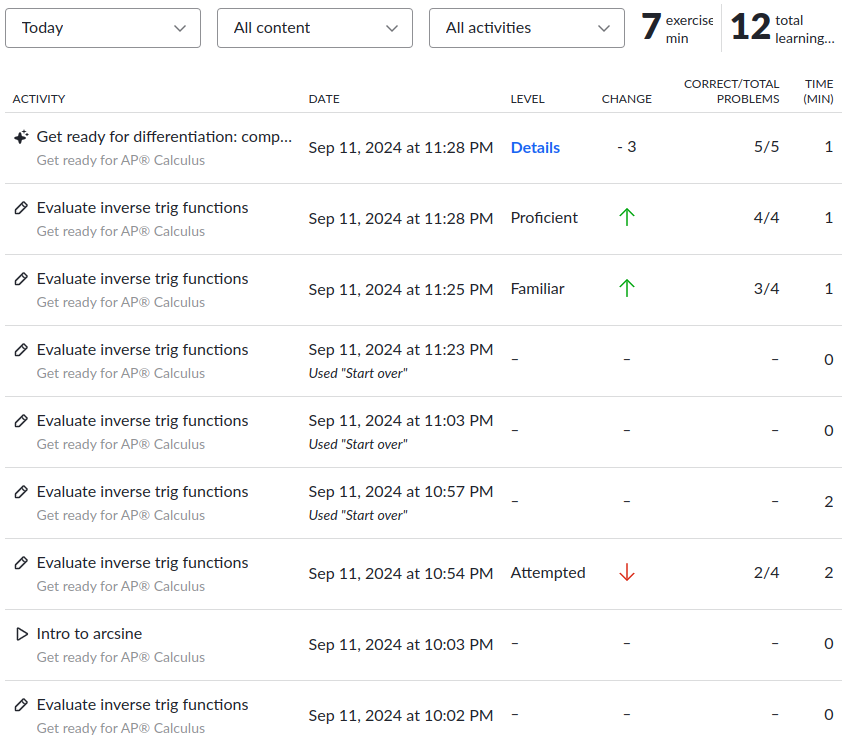 Today
All content
All activities
7 exercise min
12 total learning...
ACTIVITY DATE LEVEL CHANGE CORRECT/TOTAL PROBLEMS TIME (MIN)
Get ready for differentiation: comp... Sep 11, 2024 at 11:28 PM Details - 3 5/5 1
Get ready for AP® Calculus
Evaluate inverse trig functions Sep 11, 2024 at 11:28 PM Proficient ↑ 4/4 1
Get ready for AP® Calculus
Evaluate inverse trig functions Sep 11, 2024 at 11:25 PM Familiar ↑ 3/4 1
Get ready for AP® Calculus
Evaluate inverse trig functions Sep 11, 2024 at 11:23 PM – – – 0
Get ready for AP® Calculus Used "Start over"
Evaluate inverse trig functions Sep 11, 2024 at 11:03 PM – – – 0
Get ready for AP® Calculus Used "Start over"
Evaluate inverse trig functions Sep 11, 2024 at 10:57 PM – – – 2
Get ready for AP® Calculus Used "Start over"
Evaluate inverse trig functions Sep 11, 2024 at 10:54 PM Attempted ↓ 2/4 2
Get ready for AP® Calculus
Intro to arcsine Sep 11, 2024 at 10:03 PM – – – 0
Get ready for AP® Calculus
Evaluate inverse trig functions Sep 11, 2024 at 10:02 PM – – – 0
Get ready for AP® Calculus